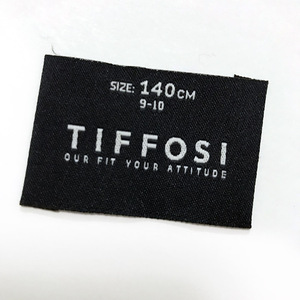 SIZE: 140CM
9-10
TIFFOSI
OUR FIT YOUR ATTITUDE